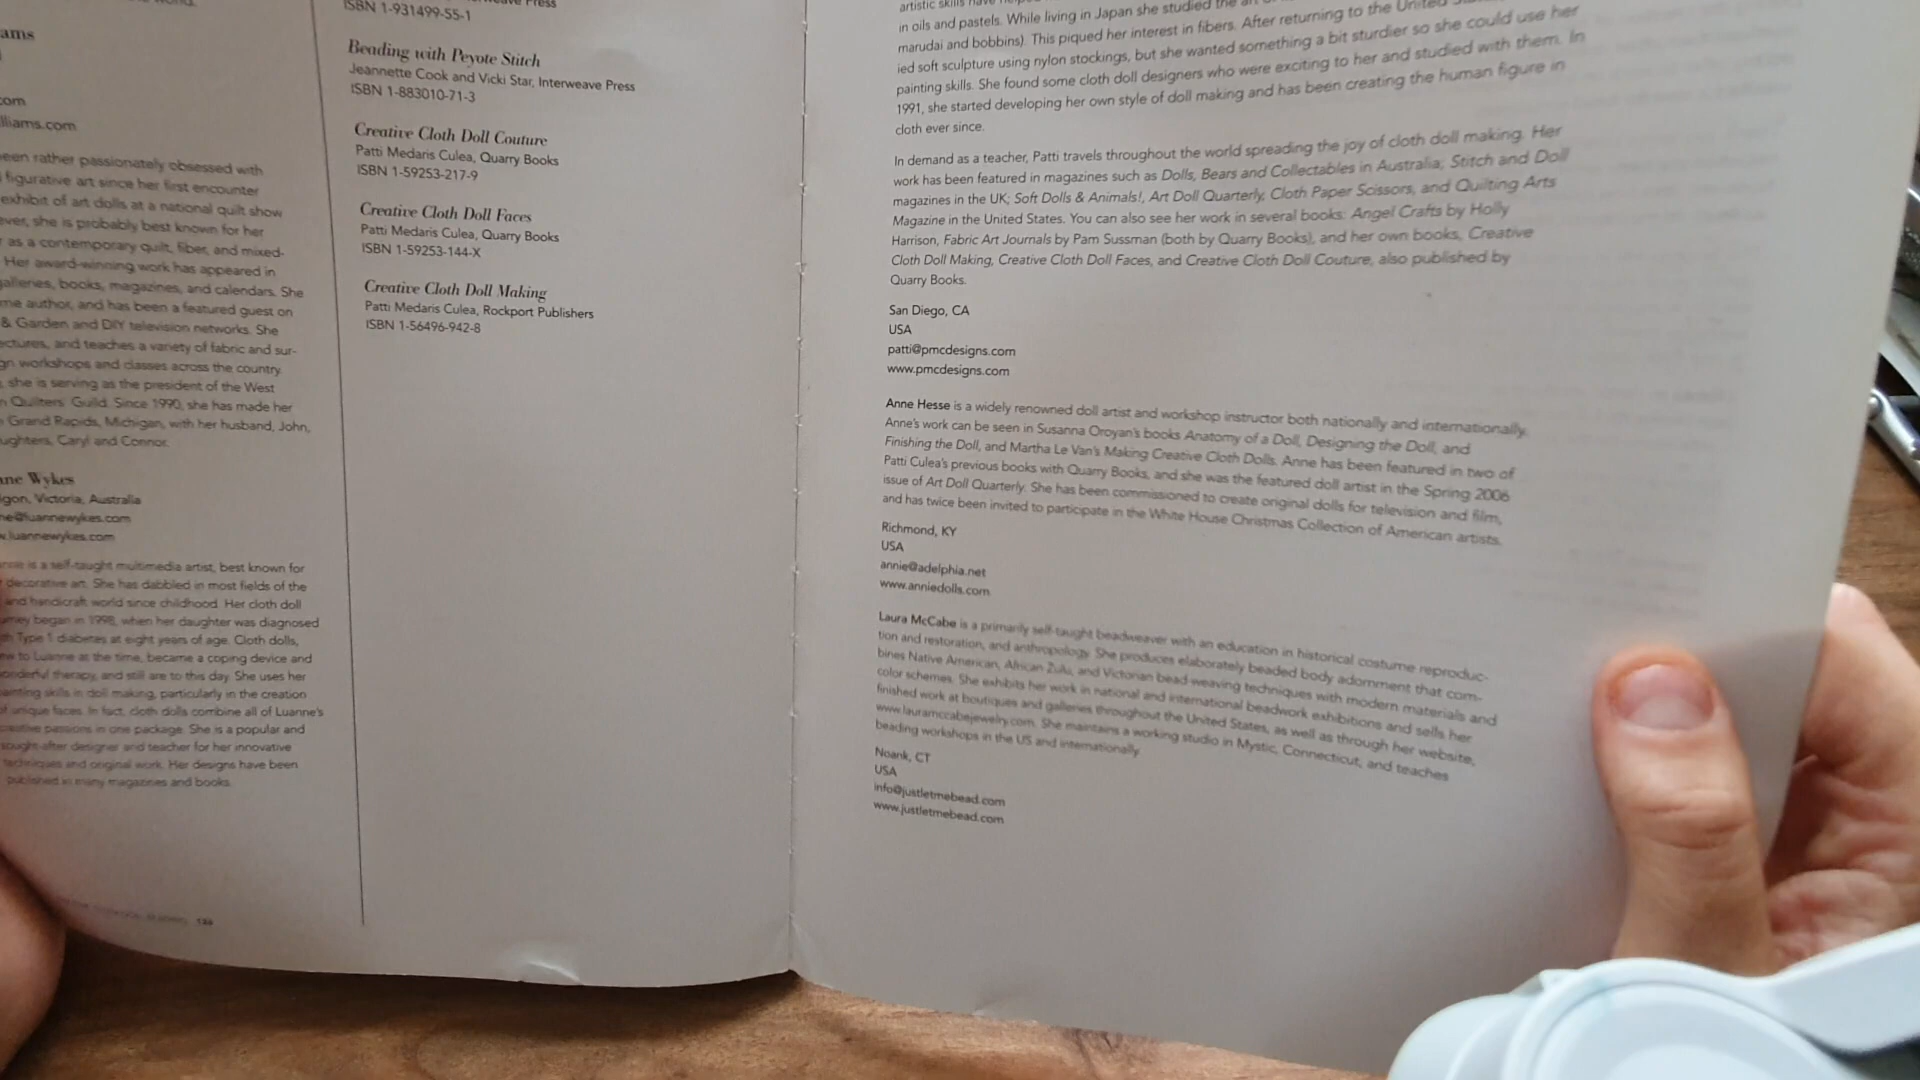 ams
com
lliams.com
een rather passionately obsessed with
figurative art since her first encounter
exhibit of art dolls at a national quilt show
ever, she is probably best known for her
as a contemporary quilt, fiber, and mixed-
Her award-winning work has appeared in
galleries, books, magazines, and calendars. She
me author, and has been a featured guest on
& Garden and DIY television networks. She
ectures, and teaches a variety of fabric and sur-
gn workshops and classes across the country.
she is serving as the president of the West
n Quilters' Guild. Since 1990, she has made her
Grand Rapids, Michigan, with her husband, John,
ughters, Caryl and Connor.
ne Wykes
gon, Victoria, Australia
ne@luannewykes.com
w.luannewykes.com
is a self-taught multimedia artist, best known for
decorative art. She has dabbled in most fields of the
and handicraft world since childhood. Her cloth doll
rney began in 1998, when her daughter was diagnosed
th Type 1 diabetes at eight years of age. Cloth dolls,
ew to Luanne at the time, became a coping device and
onderful therapy, and still are to this day. She uses her
ainting skills in doll making, particularly in the creation
of unique faces. In fact, cloth dolls combine all of Luanne's
creative passions in one package. She is a popular and
sought-after designer and teacher for her innovative
techniques and original work. Her designs have been
published in many magazines and books.
Press
ISBN 1-931499-55-1
Beading with Peyote Stitch
Jeannette Cook and Vicki Star, Interweave Press
ISBN 1-883010-71-3
Creative Cloth Doll Couture
Patti Medaris Culea, Quarry Books
ISBN 1-59253-217-9
Creative Cloth Doll Faces
Patti Medaris Culea, Quarry Books
ISBN 1-59253-144-X
Creative Cloth Doll Making
Patti Medaris Culea, Rockport Publishers
ISBN 1-56496-942-8
artistic skills have
in oils and pastels. While living in Japan she studied the art of
marudai and bobbins). This piqued her interest in fibers. After returning to the United
ied soft sculpture using nylon stockings, but she wanted something a bit sturdier so she could use her
painting skills. She found some cloth doll designers who were exciting to her and studied with them. In
1991, she started developing her own style of doll making and has been creating the human figure in
cloth ever since.
In demand as a teacher, Patti travels throughout the world spreading the joy of cloth doll making. Her
work has been featured in magazines such as Dolls, Bears and Collectables in Australia; Stitch and Doll
magazines in the UK; Soft Dolls & Animals!, Art Doll Quarterly, Cloth Paper Scissors, and Quilting Arts
Magazine in the United States. You can also see her work in several books: Angel Crafts by Holly
Harrison, Fabric Art Journals by Pam Sussman (both by Quarry Books), and her own books, Creative
Cloth Doll Making, Creative Cloth Doll Faces, and Creative Cloth Doll Couture, also published by
Quarry Books.
San Diego, CA
USA
patti@pmcdesigns.com
www.pmcdesigns.com
Anne Hesse is a widely renowned doll artist and workshop instructor both nationally and internationally.
Anne's work can be seen in Susanna Oroyan's books Anatomy of a Doll, Designing the Doll, and
Finishing the Doll, and Martha Le Van's Making Creative Cloth Dolls. Anne has been featured in two of
Patti Culea's previous books with Quarry Books, and she was the featured doll artist in the Spring 2006
issue of Art Doll Quarterly. She has been commissioned to create original dolls for television and film,
and has twice been invited to participate in the White House Christmas Collection of American artists.
Richmond, KY
USA
annie@adelphia.net
www.anniedolls.com
Laura McCabe is a primarily self-taught beadweaver with an education in historical costume reproduc-
tion and restoration, and anthropology. She produces elaborately beaded body adornment that com-
bines Native American, African Zulu, and Victorian bead weaving techniques with modern materials and
color schemes. She exhibits her work in national and international beadwork exhibitions and sells her
finished work at boutiques and galleries throughout the United States, as well as through her website,
www.lauramccabejewelry.com. She maintains a working studio in Mystic, Connecticut, and teaches
beading workshops in the US and internationally.
Noank, CT
USA
info@justletmebead.com
www.justletmebead.com